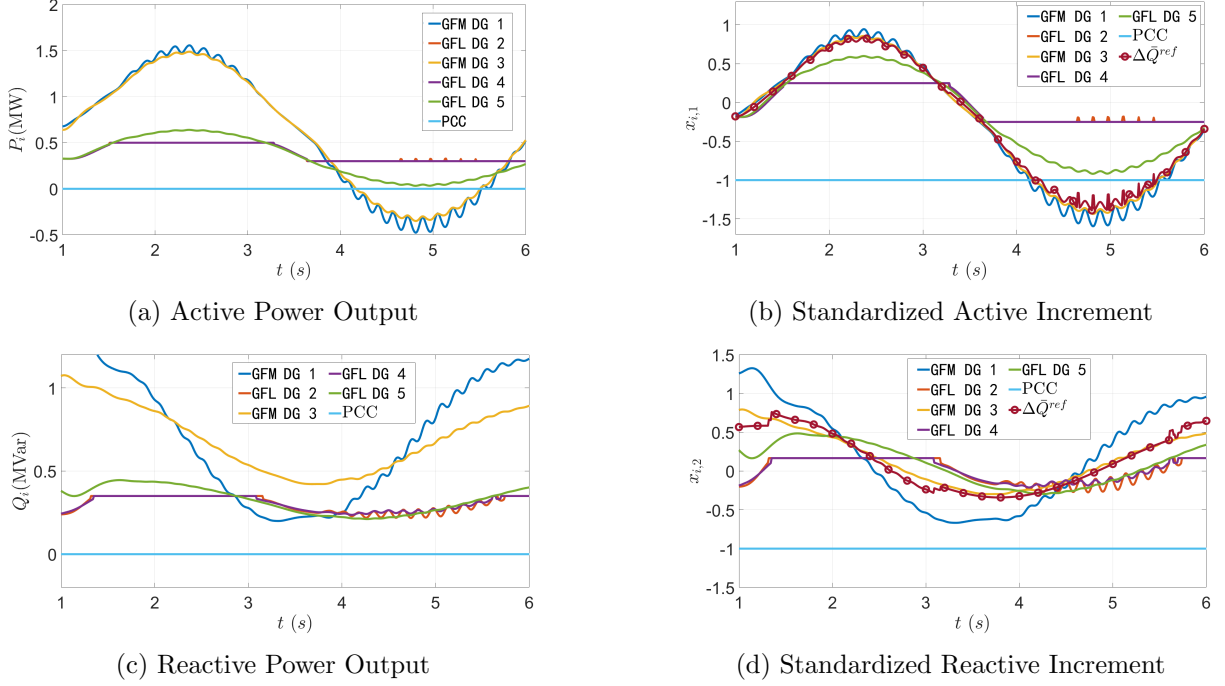 2
1.5
1
0.5
0
-0.5
P_i(MW)
1 2 3 4 5 6
t (s)
GFM DG 1
GFL DG 2
GFM DG 3
GFL DG 4
GFL DG 5
PCC
(a) Active Power Output
1
0.5
0
-0.5
-1
-1.5
x_{i,1}
1 2 3 4 5 6
t (s)
GFM DG 1
GFL DG 2
GFM DG 3
GFL DG 4
GFL DG 5
PCC
ΔQ̄^{ref}
(b) Standardized Active Increment
1
0.5
0
Q_i(MVar)
1 2 3 4 5 6
t (s)
GFM DG 1
GFL DG 2
GFM DG 3
GFL DG 4
GFL DG 5
PCC
(c) Reactive Power Output
1.5
1
0.5
0
-0.5
-1
-1.5
x_{i,2}
1 2 3 4 5 6
t (s)
GFM DG 1
GFL DG 2
GFM DG 3
GFL DG 4
GFL DG 5
PCC
ΔQ̄^{ref}
(d) Standardized Reactive Increment